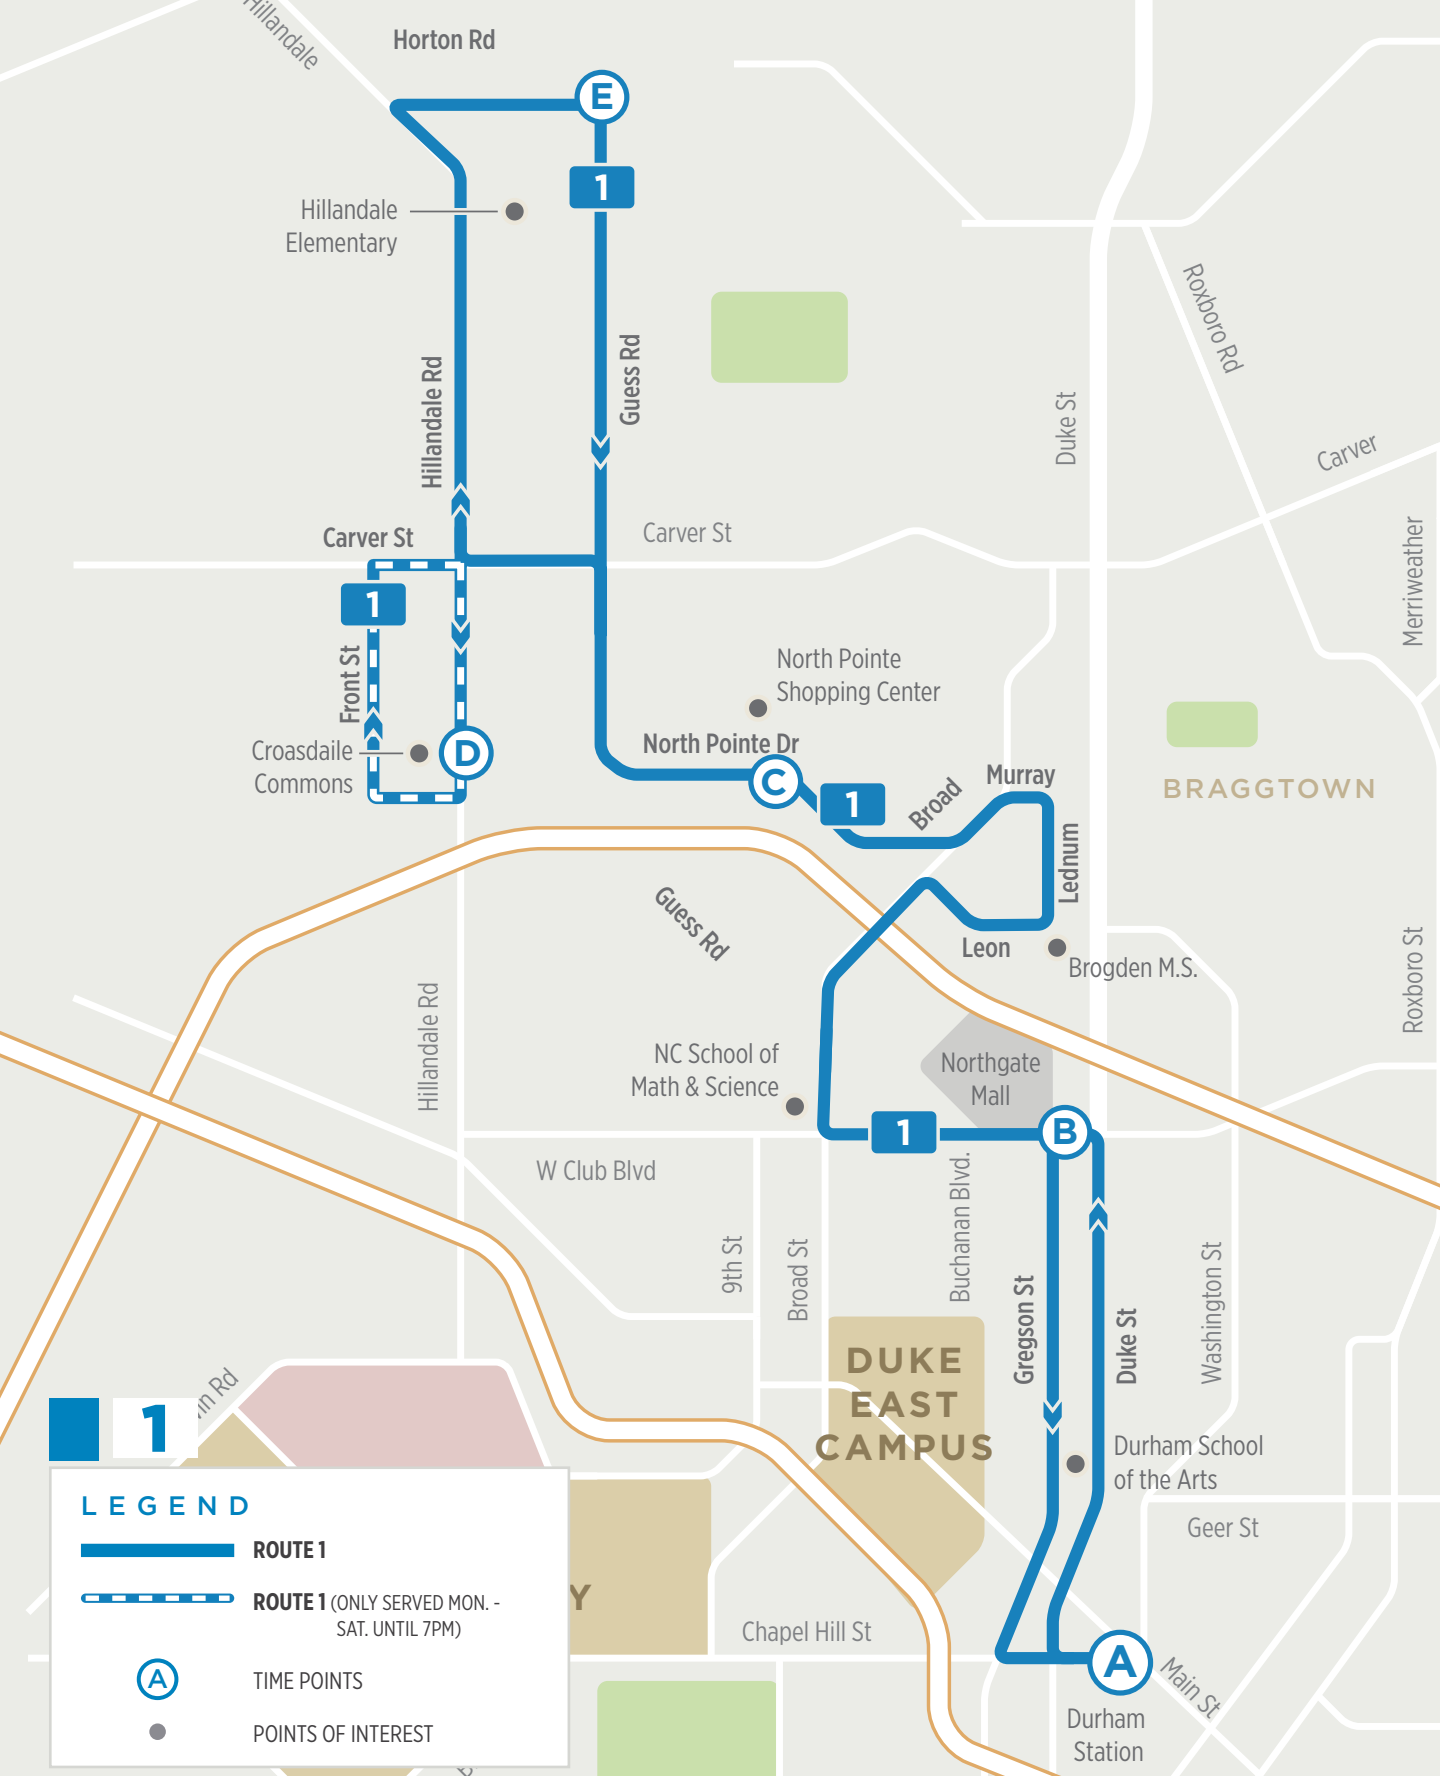 Hillandale
Horton Rd
E
1
Hillandale
Elementary
Roxboro Rd
Guess Rd
Hillandale Rd
Duke St
Carver
Carver St
Carver St
Merriweather
1
Front St
North Pointe
Shopping Center
North Pointe Dr
Croasdaile
Commons
D
C
1
Broad
Murray
BRAGGTOWN
Lednum
Guess Rd
Leon
Brogden M.S.
Roxboro St
Hillandale Rd
NC School of
Math & Science
Northgate
Mall
1
B
W Club Blvd
Buchanan Blvd.
9th St
Broad St
Gregson St
Duke St
Washington St
DUKE
EAST
CAMPUS
Rd
1
Durham School
of the Arts
Geer St
LEGEND
ROUTE 1
ROUTE 1 (ONLY SERVED MON. -
SAT. UNTIL 7PM)
A
TIME POINTS
POINTS OF INTEREST
Y
Chapel Hill St
A
Main St
Durham
Station